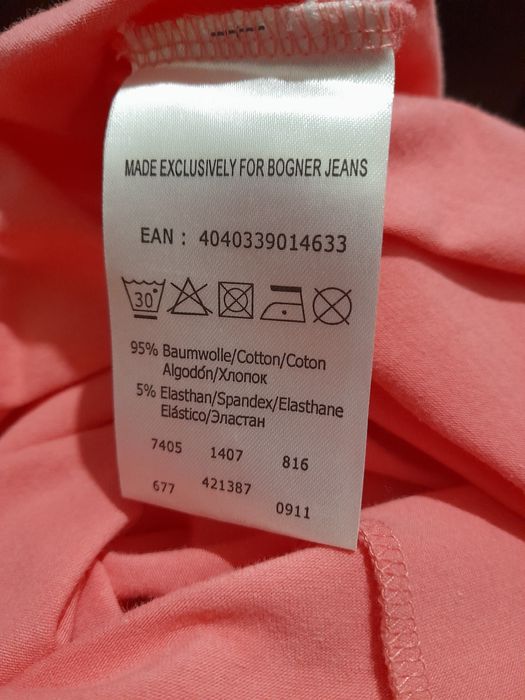 MADE EXCLUSIVELY FOR BOGNER JEANS
EAN : 4040339014633
30°
95% Baumwolle/Cotton/Coton
Algodón/Хлопок
5% Elasthan/Spandex/Elasthane
Elástico/Эластан
7405 1407 816
677 421387 0911